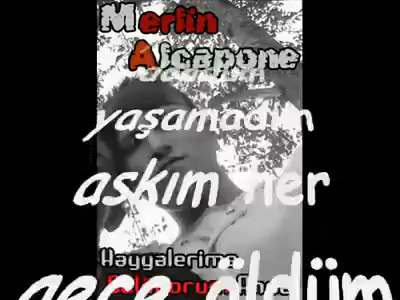 Merlin
Alcapone
yaşamadım
askım her
Hayyalerime
gece öldüm